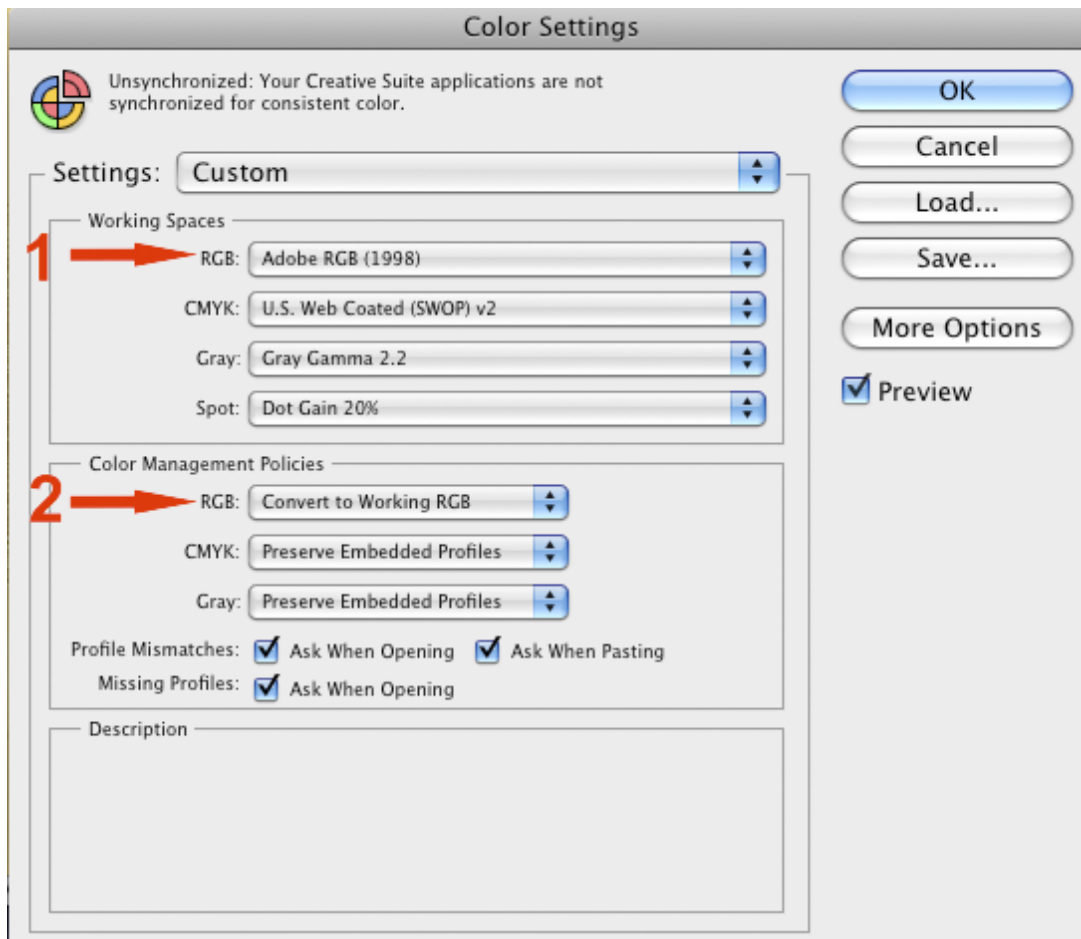 Color Settings
Unsynchronized: Your Creative Suite applications are not
synchronized for consistent color.
OK
Cancel
Load...
Save...
More Options
Preview
Settings: Custom
Working Spaces
1 RGB: Adobe RGB (1998)
CMYK: U.S. Web Coated (SWOP) v2
Gray: Gray Gamma 2.2
Spot: Dot Gain 20%
Color Management Policies
2 RGB: Convert to Working RGB
CMYK: Preserve Embedded Profiles
Gray: Preserve Embedded Profiles
Profile Mismatches: Ask When Opening Ask When Pasting
Missing Profiles: Ask When Opening
Description